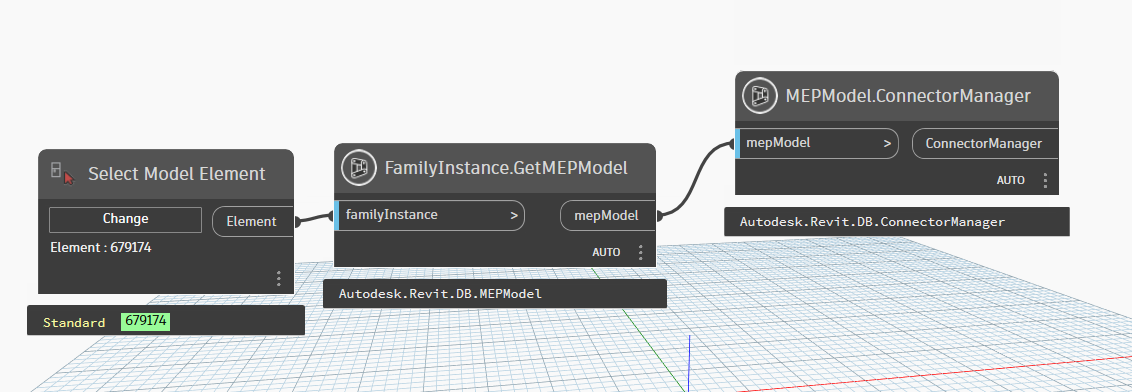 Select Model Element
Change
Element
Element : 679174
Standard 679174
FamilyInstance.GetMEPModel
familyInstance >
mepModel
AUTO
Autodesk.Revit.DB.MEPModel
MEPModel.ConnectorManager
mepModel >
ConnectorManager
AUTO
Autodesk.Revit.DB.ConnectorManager